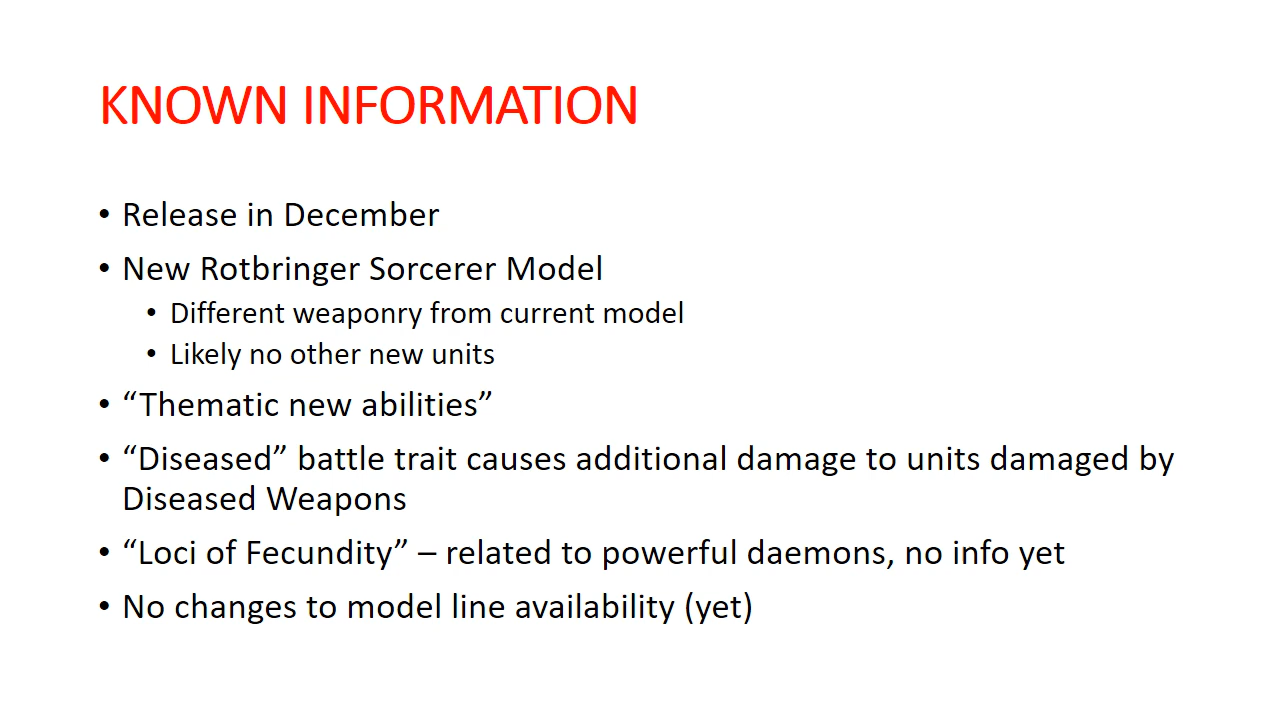 KNOWN INFORMATION
• Release in December
• New Rotbringer Sorcerer Model
• Different weaponry from current model
• Likely no other new units
• “Thematic new abilities”
• “Diseased” battle trait causes additional damage to units damaged by
Diseased Weapons
• “Loci of Fecundity” – related to powerful daemons, no info yet
• No changes to model line availability (yet)